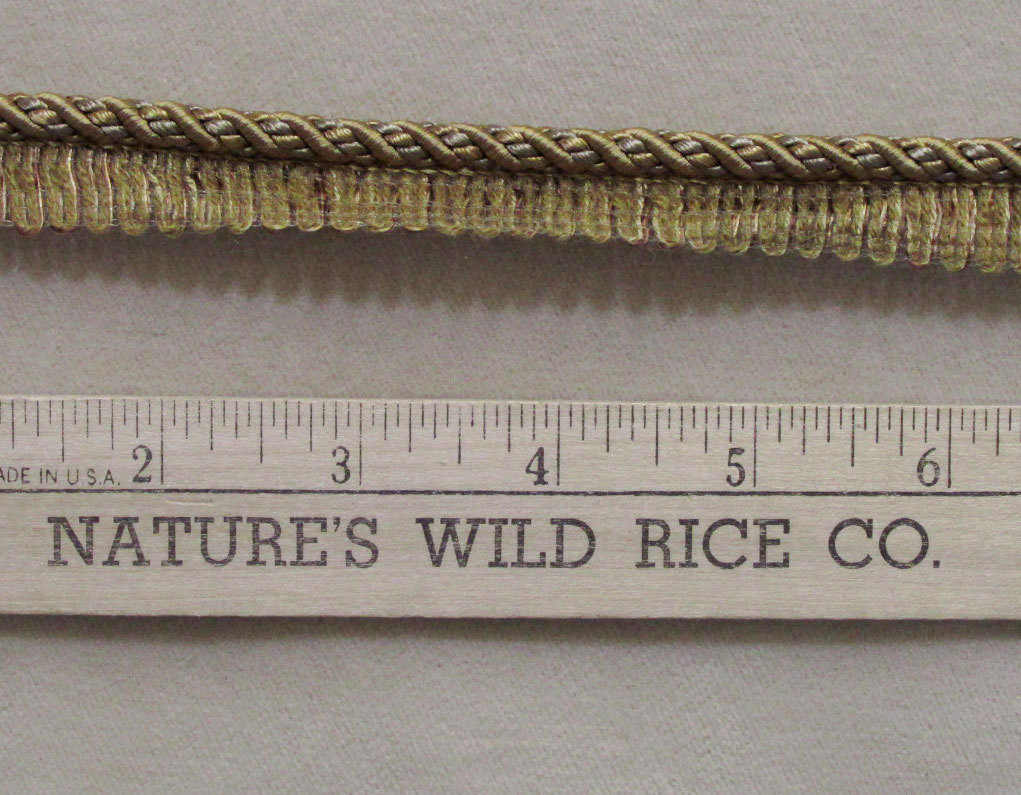 2 3 4 5 6
ADE IN U.S.A.
NATURE'S WILD RICE CO.